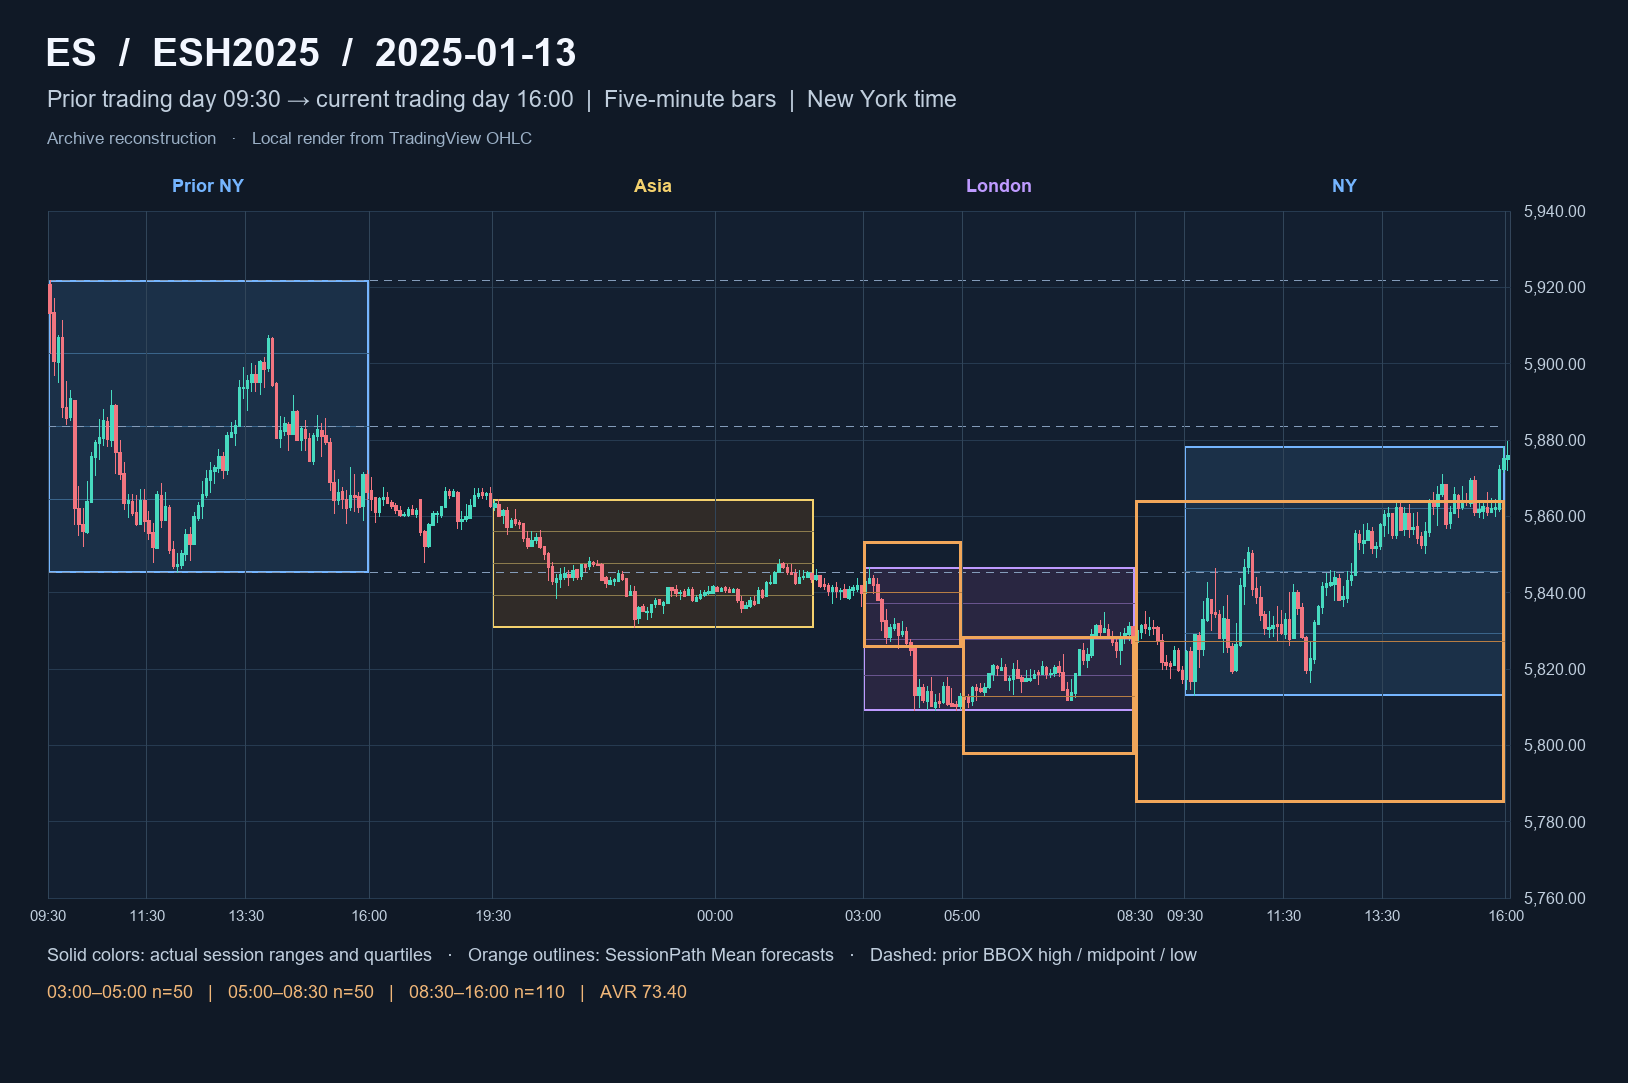 ES / ESH2025 / 2025-01-13
Prior trading day 09:30 → current trading day 16:00 | Five-minute bars | New York time
Archive reconstruction · Local render from TradingView OHLC
Prior NY Asia London NY
5,940.00
5,920.00
5,900.00
5,880.00
5,860.00
5,840.00
5,820.00
5,800.00
5,780.00
5,760.00
09:30 11:30 13:30 16:00 19:30 00:00 03:00 05:00 08:30 09:30 11:30 13:30 16:00
Solid colors: actual session ranges and quartiles · Orange outlines: SessionPath Mean forecasts · Dashed: prior BBOX high / midpoint / low
03:00–05:00 n=50 | 05:00–08:30 n=50 | 08:30–16:00 n=110 | AVR 73.40